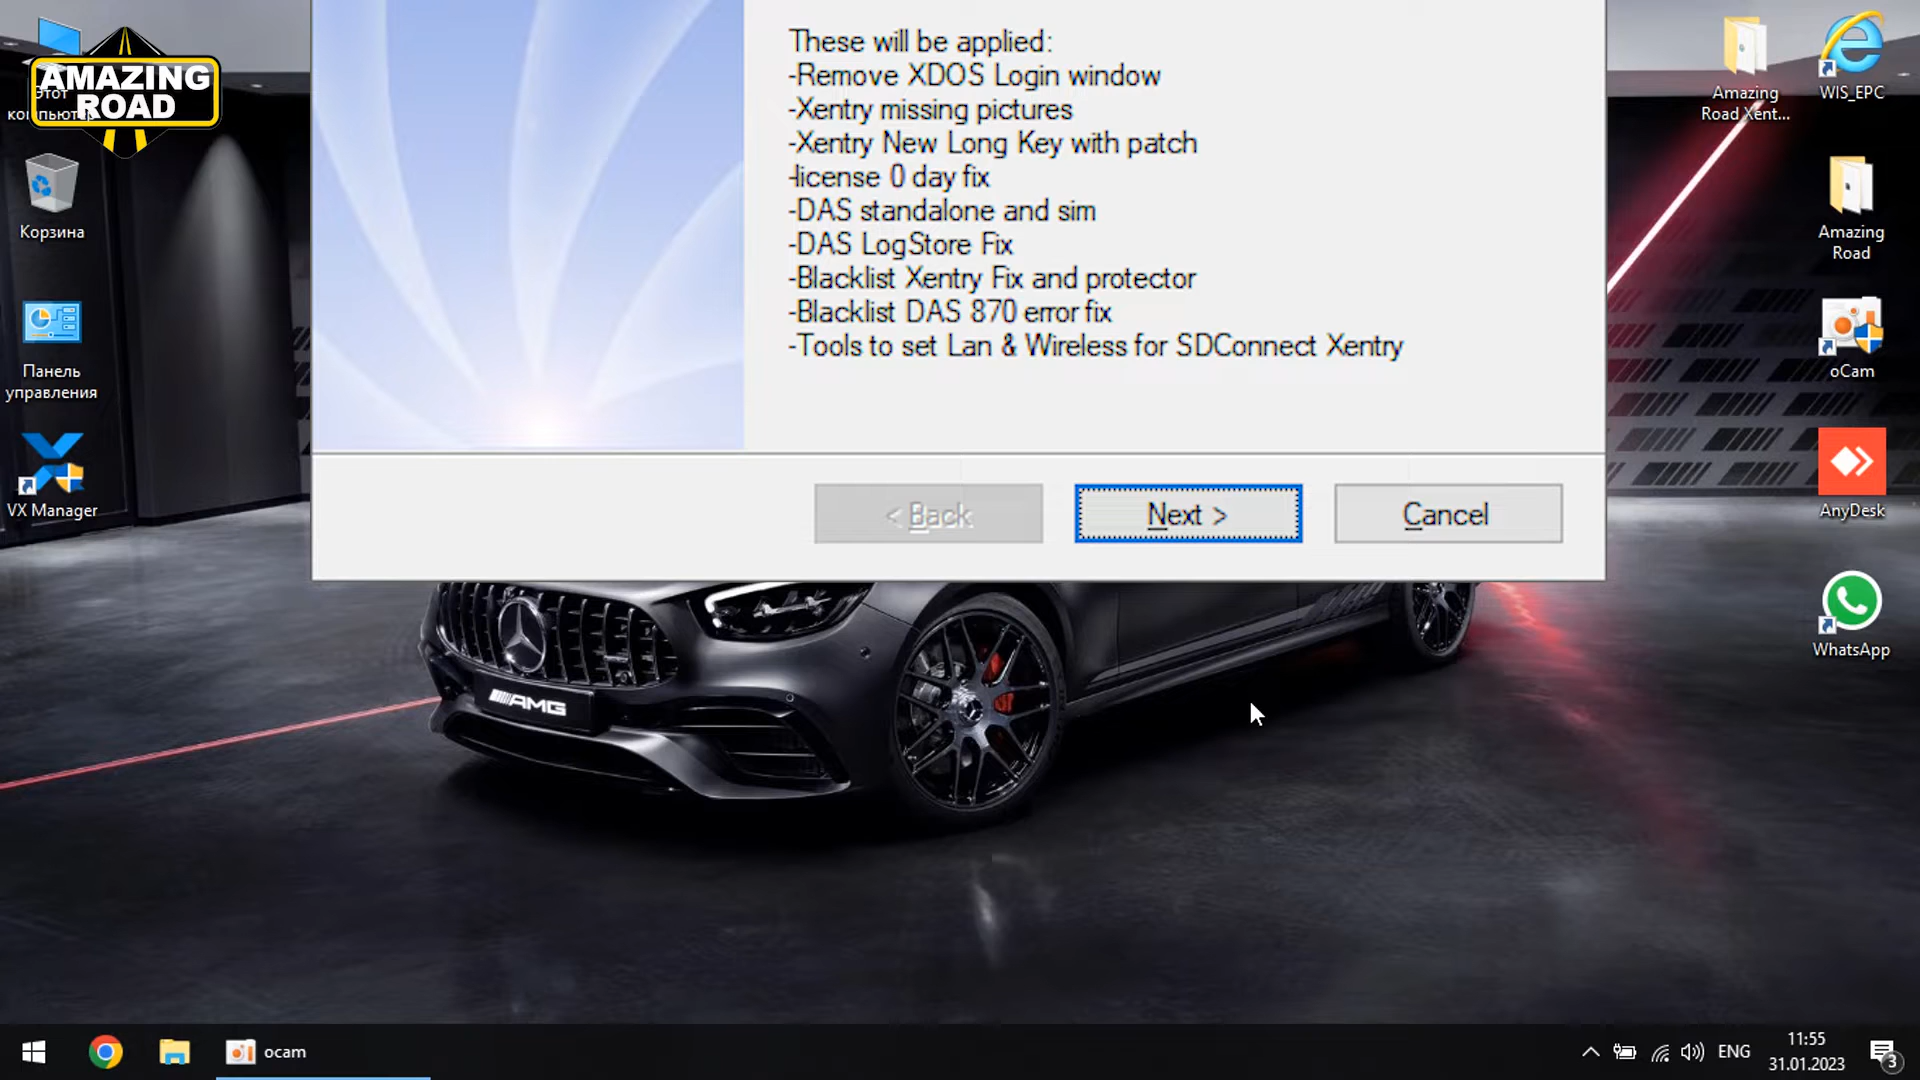 AMAZING
ROAD
Этот
компьютер
Корзина
Панель
управления
VX Manager
These will be applied:
-Remove XDOS Login window
-Xentry missing pictures
-Xentry New Long Key with patch
-license 0 day fix
-DAS standalone and sim
-DAS LogStore Fix
-Blacklist Xentry Fix and protector
-Blacklist DAS 870 error fix
-Tools to set Lan & Wireless for SDConnect Xentry
< Back
Next >
Cancel
Amazing
Road Xent...
WIS_EPC
Amazing
Road
oCam
AnyDesk
WhatsApp
AMG
ocam
ENG
11:55
31.01.2023
3